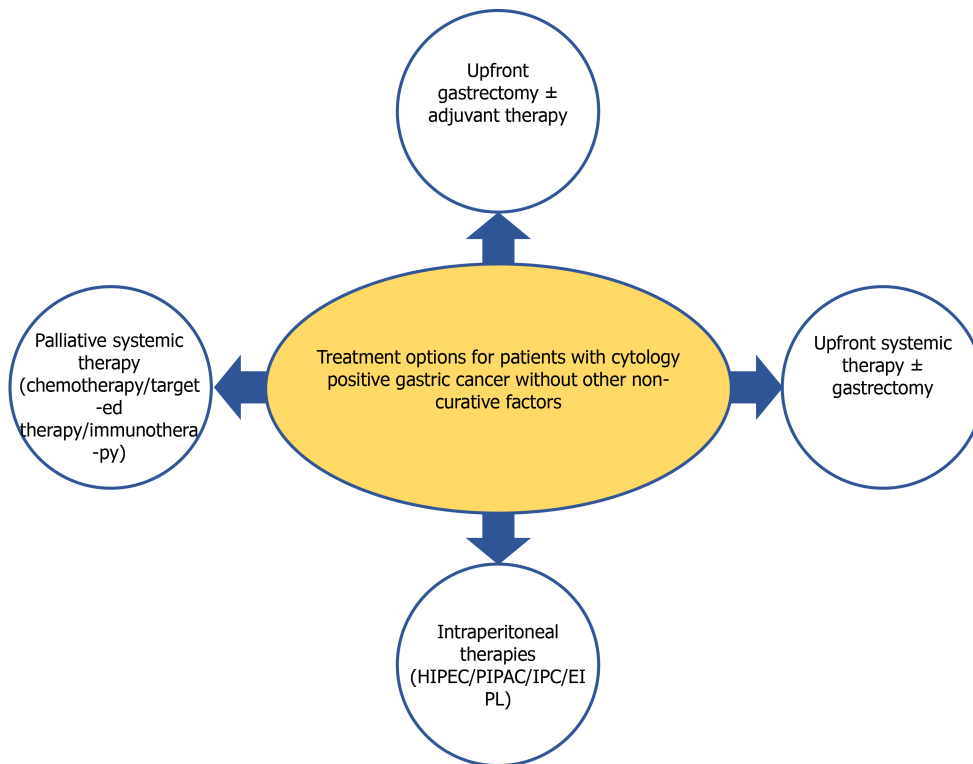 Upfront
gastrectomy ±
adjuvant therapy
Palliative systemic
therapy
(chemotherapy/target
-ed
therapy/immunothera
-py)
Treatment options for patients with cytology
positive gastric cancer without other non-
curative factors
Upfront systemic
therapy ±
gastrectomy
Intraperitoneal
therapies
(HIPEC/PIPAC/IPC/EI
PL)